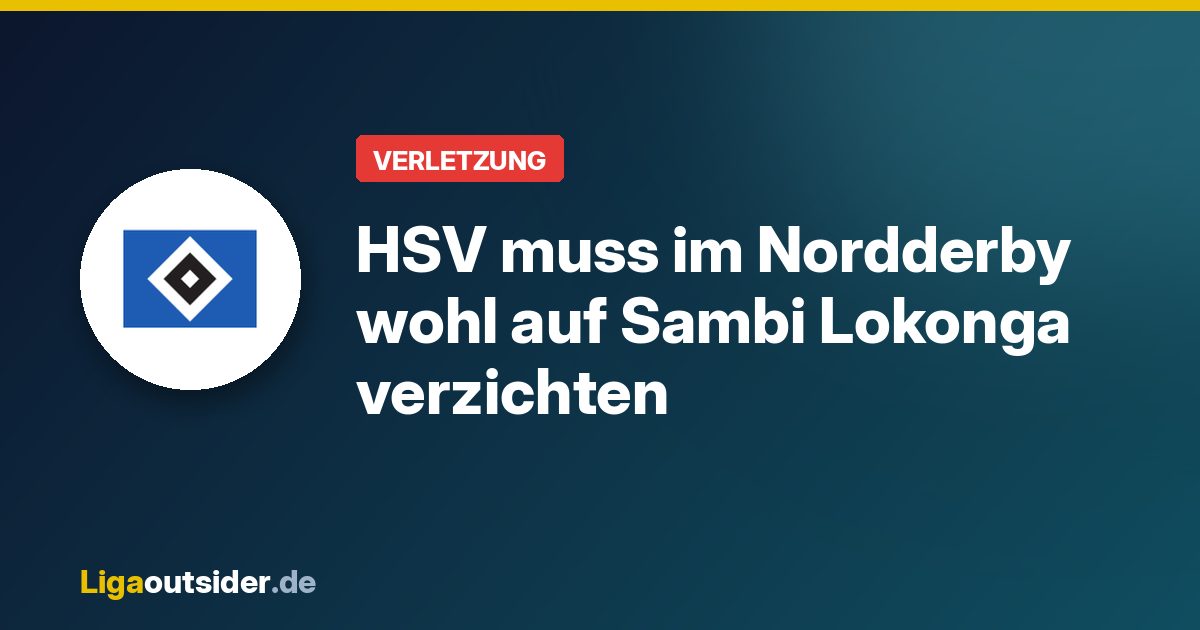 VERLETZUNG
HSV muss im Nordderby
wohl auf Sambi Lokonga
verzichten
Ligaoutsider.de